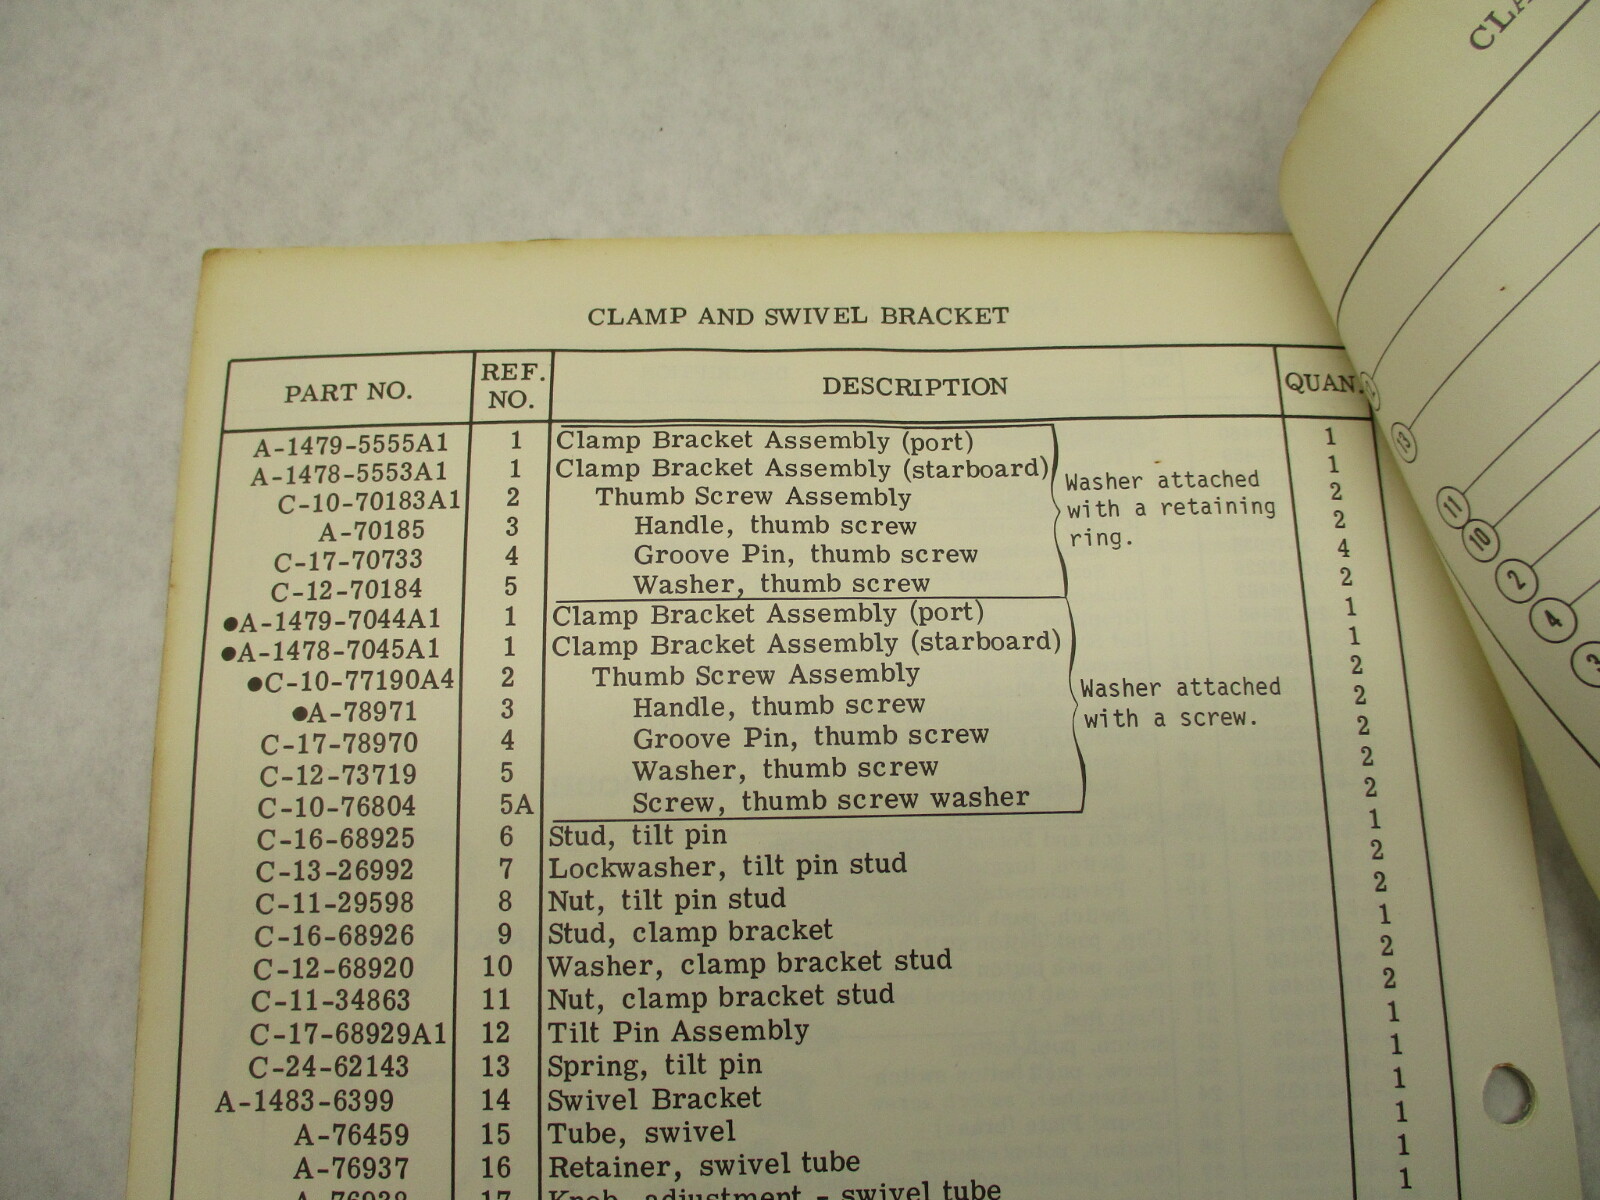 CLAMP AND SWIVEL BRACKET
PART NO. REF. NO. DESCRIPTION QUAN.
A-1479-5555A1 1 Clamp Bracket Assembly (port) 1
A-1478-5553A1 1 Clamp Bracket Assembly (starboard) 1
C-10-70183A1 2 Thumb Screw Assembly 2
A-70185 3 Handle, thumb screw 2
C-17-70733 4 Groove Pin, thumb screw 4
C-12-70184 5 Washer, thumb screw 2
Washer attached
with a retaining
ring.
●A-1479-7044A1 1 Clamp Bracket Assembly (port) 1
●A-1478-7045A1 1 Clamp Bracket Assembly (starboard) 1
●C-10-77190A4 2 Thumb Screw Assembly 2
●A-78971 3 Handle, thumb screw 2
C-17-78970 4 Groove Pin, thumb screw 2
C-12-73719 5 Washer, thumb screw 2
C-10-76804 5A Screw, thumb screw washer 2
Washer attached
with a screw.
C-16-68925 6 Stud, tilt pin 1
C-13-26992 7 Lockwasher, tilt pin stud 2
C-11-29598 8 Nut, tilt pin stud 2
C-16-68926 9 Stud, clamp bracket 1
C-12-68920 10 Washer, clamp bracket stud 2
C-11-34863 11 Nut, clamp bracket stud 2
C-17-68929A1 12 Tilt Pin Assembly 1
C-24-62143 13 Spring, tilt pin 1
A-1483-6399 14 Swivel Bracket 1
A-76459 15 Tube, swivel 1
A-76937 16 Retainer, swivel tube 1
A-76938 17 Knob, adjustment - swivel tube 1
13
11
10
2
4
3